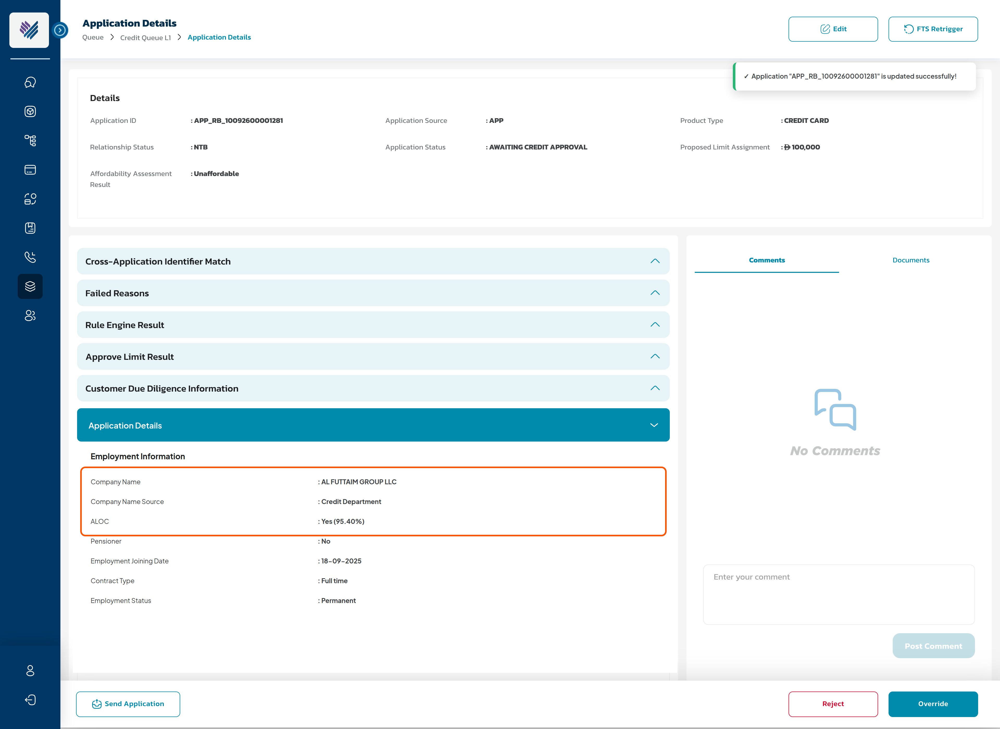 Application Details
Queue > Credit Queue L1 > Application Details
Edit
FTS Retrigger
✓ Application "APP_RB_10092600001281" is updated successfully!
Details
Application ID : APP_RB_10092600001281
Application Source : APP
Product Type : CREDIT CARD
Relationship Status : NTB
Application Status : AWAITING CREDIT APPROVAL
Proposed Limit Assignment : 100,000
Affordability Assessment : Unaffordable
Result
Cross-Application Identifier Match
Failed Reasons
Rule Engine Result
Approve Limit Result
Customer Due Diligence Information
Application Details
Employment Information
Company Name : AL FUTTAIM GROUP LLC
Company Name Source : Credit Department
ALOC : Yes (95.40%)
Pensioner : No
Employment Joining Date : 18-09-2025
Contract Type : Full time
Employment Status : Permanent
Comments
Documents
No Comments
Enter your comment
Post Comment
Send Application
Reject
Override